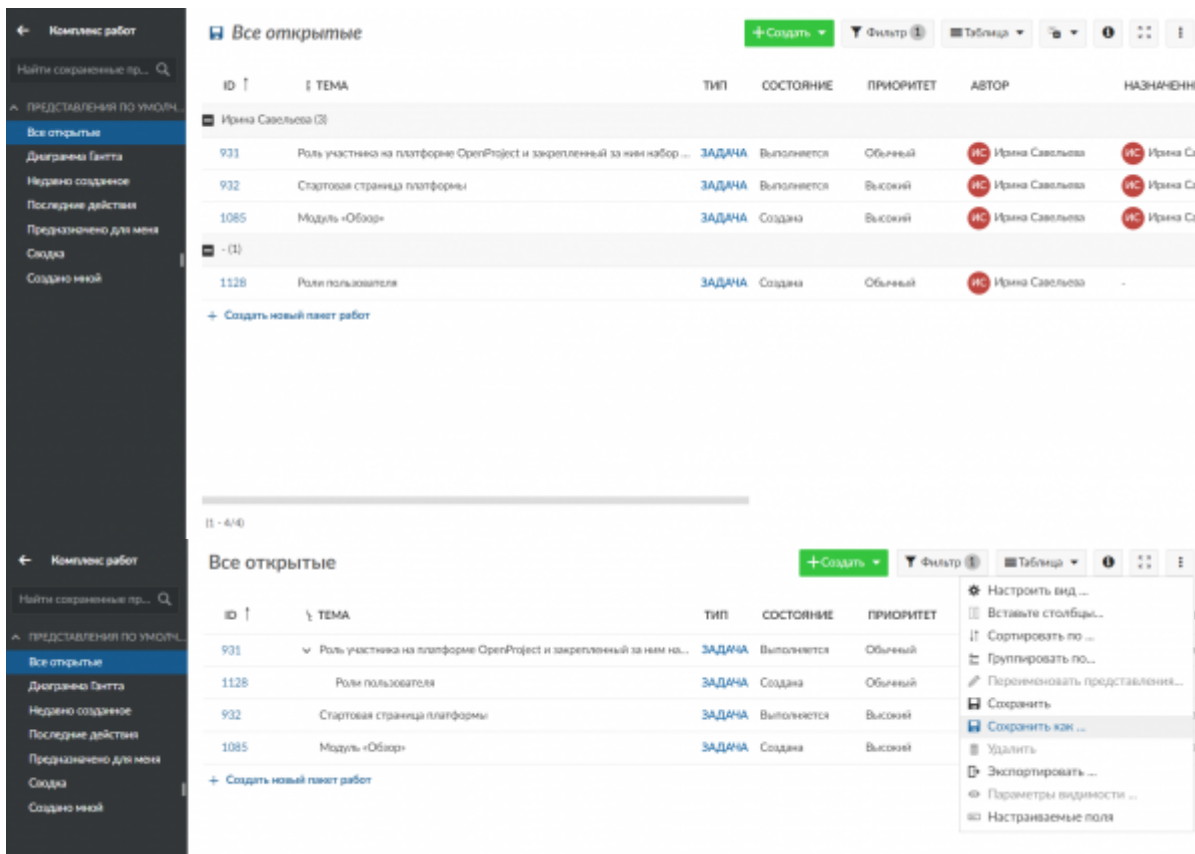 Комплекс работ
Все открытые
Создать
Фильтр 1
Таблица
Найти сохраненные пр...
ID ТЕМА ТИП СОСТОЯНИЕ ПРИОРИТЕТ АВТОР НАЗНАЧЕНН
ПРЕДСТАВЛЕНИЯ ПО УМОЛЧ...
Все открытые
Диаграмма Гантта
Недавно созданное
Последние действия
Предназначено для меня
Сводка
Создано мной
Ирина Савельева (3)
931 Роль участника на платформе OpenProject и закрепленный за ним набор ... ЗАДАЧА Выполняется Обычный ИС Ирина Савельева ИС Ирина Са
932 Стартовая страница платформы ЗАДАЧА Выполняется Высокий ИС Ирина Савельева ИС Ирина Са
1085 Модуль «Обзор» ЗАДАЧА Создана Высокий ИС Ирина Савельева ИС Ирина Са
- (1)
1128 Роли пользователя ЗАДАЧА Создана Обычный ИС Ирина Савельева -
+ Создать новый пакет работ
(1 - 4/4)
Комплекс работ
Все открытые
Создать
Фильтр 1
Таблица
Найти сохраненные пр...
ID ТЕМА ТИП СОСТОЯНИЕ ПРИОРИТЕТ
ПРЕДСТАВЛЕНИЯ ПО УМОЛЧ...
Все открытые
Диаграмма Гантта
Недавно созданное
Последние действия
Предназначено для меня
Сводка
Создано мной
931 Роль участника на платформе OpenProject и закрепленный за ним на... ЗАДАЧА Выполняется Обычный
1128 Роли пользователя ЗАДАЧА Создана Обычный
932 Стартовая страница платформы ЗАДАЧА Выполняется Высокий
1085 Модуль «Обзор» ЗАДАЧА Создана Высокий
+ Создать новый пакет работ
Настроить вид ...
Вставьте столбцы...
Сортировать по ...
Группировать по...
Переименовать представления...
Сохранить
Сохранить как ...
Удалить
Экспортировать ...
Параметры видимости ...
Настраиваемые поля